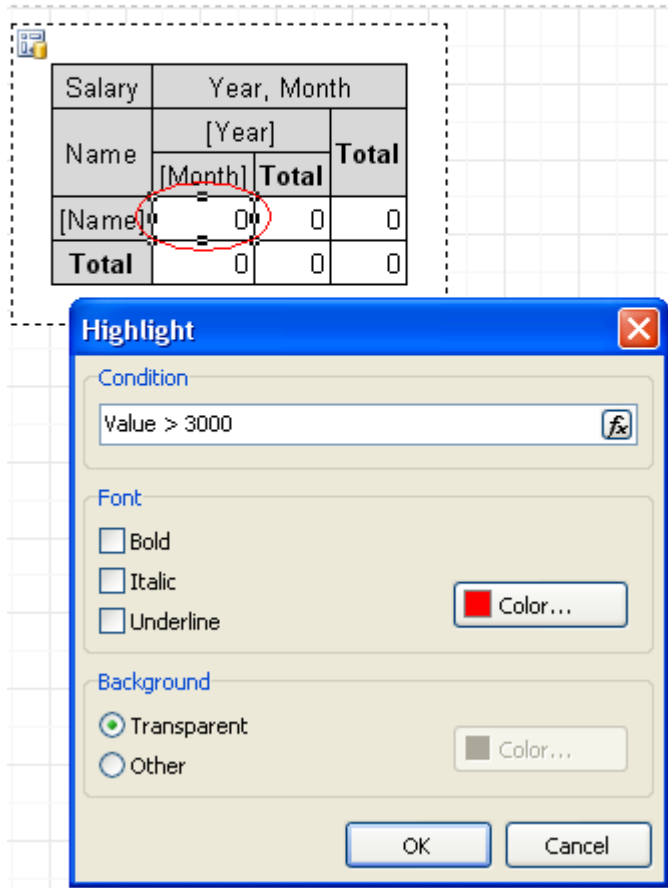 Salary Year, Month
Name [Year] Total
[Month] Total
[Name] 0 0 0
Total 0 0 0
Highlight
Condition
Value > 3000
fx
Font
Bold
Italic
Color...
Underline
Background
Transparent
Color...
Other
OK Cancel